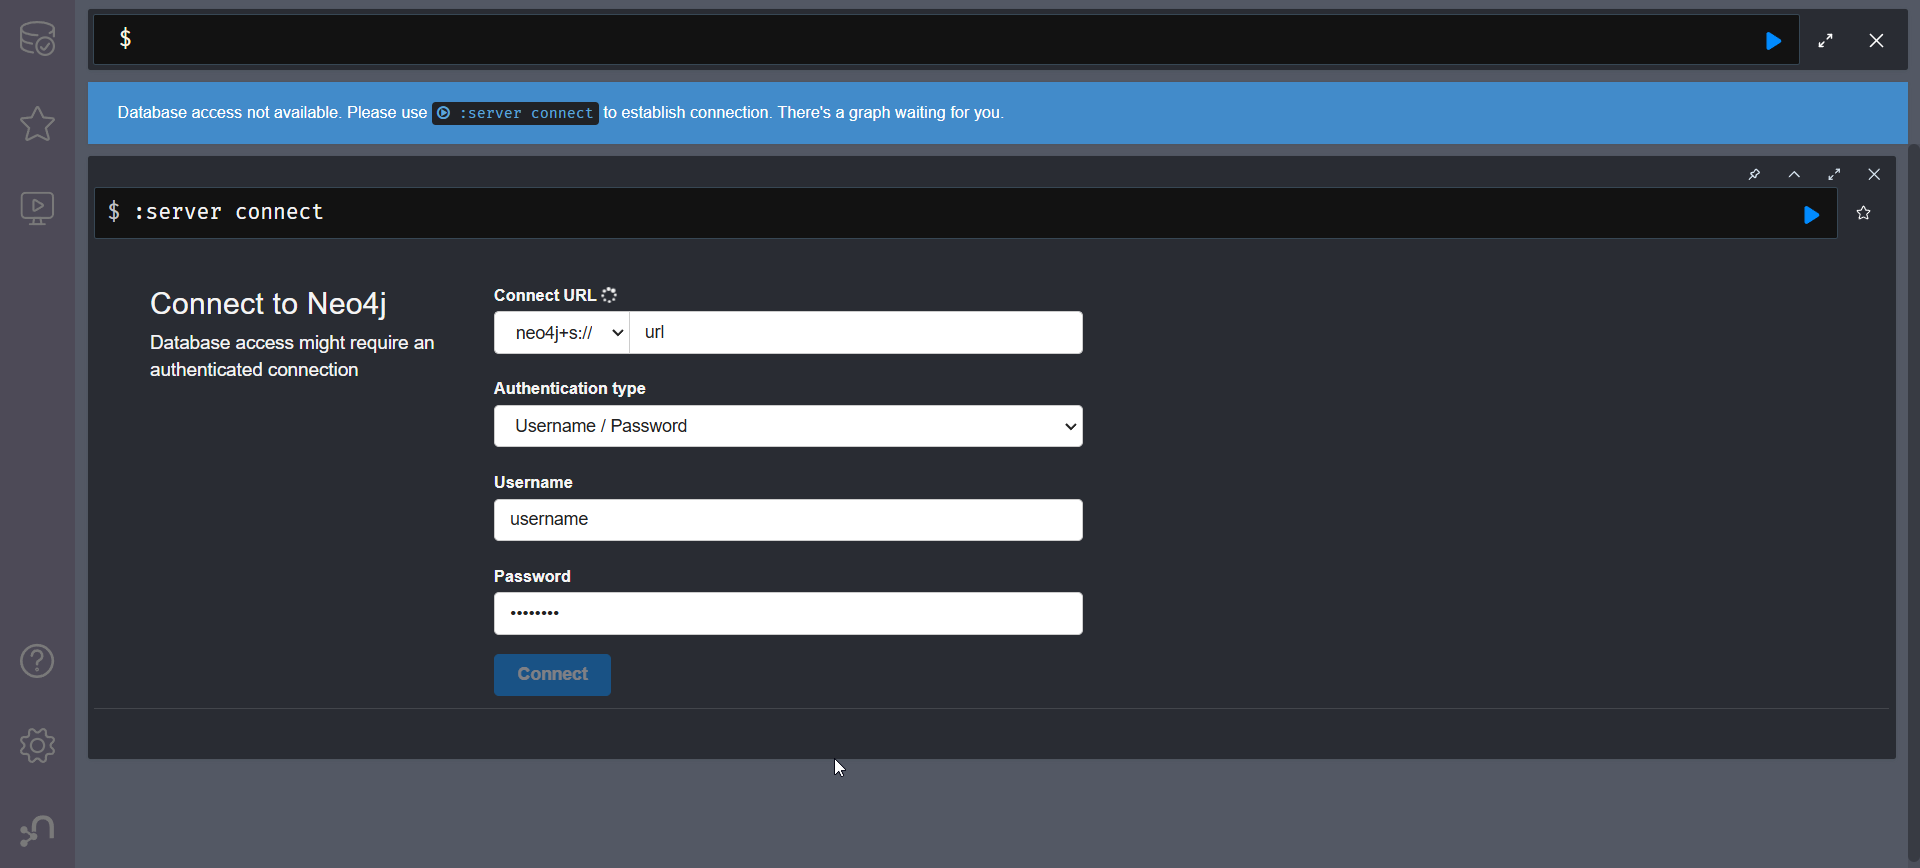 $
Database access not available. Please use :server connect to establish connection. There's a graph waiting for you.
$ :server connect
Connect to Neo4j
Database access might require an
authenticated connection
Connect URL
neo4j+s:// url
Authentication type
Username / Password
Username
username
Password
••••••••
Connect